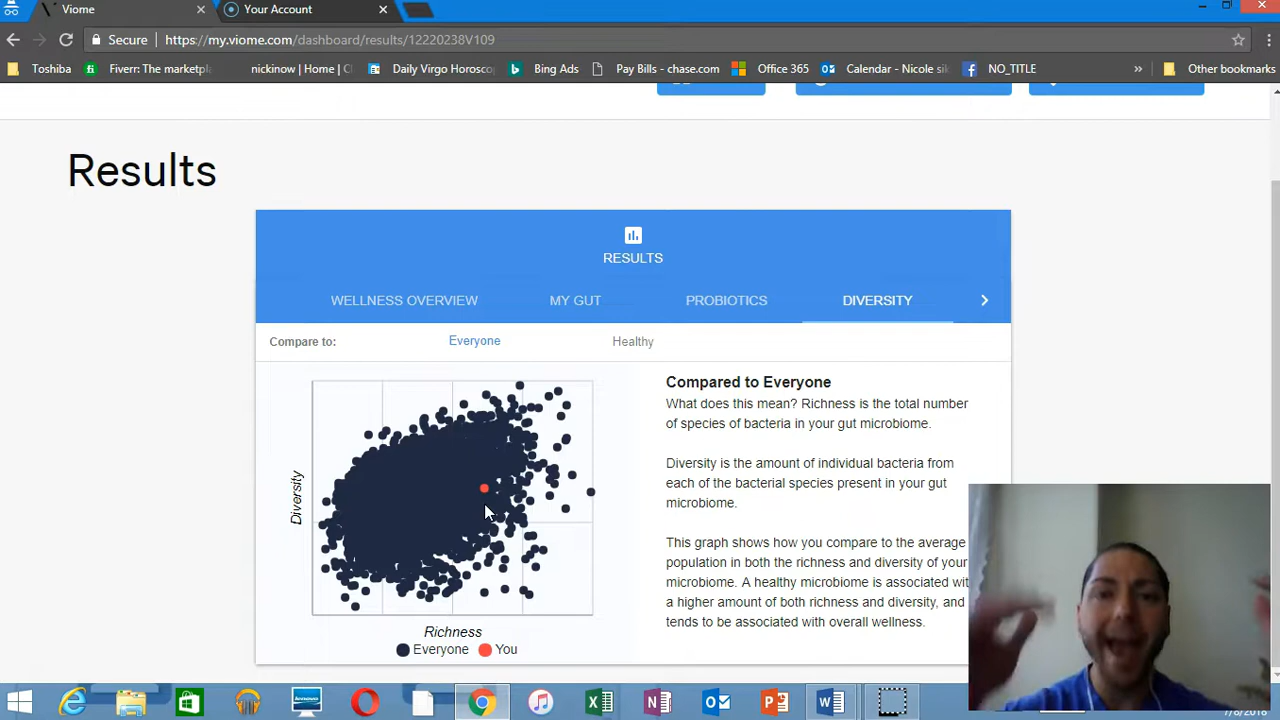 Viome
Your Account
Secure https://my.viome.com/dashboard/results/12220238V109
Toshiba
Fiverr: The marketpla
nickinow | Home | C
Daily Virgo Horosco
Bing Ads
Pay Bills - chase.com
Office 365
Calendar - Nicole sil
NO_TITLE
» Other bookmarks
Results
RESULTS
WELLNESS OVERVIEW
MY GUT
PROBIOTICS
DIVERSITY
Compare to:
Everyone
Healthy
Diversity
Richness
Everyone
You
Compared to Everyone
What does this mean? Richness is the total number
of species of bacteria in your gut microbiome.
Diversity is the amount of individual bacteria from
each of the bacterial species present in your gut
microbiome.
This graph shows how you compare to the average
population in both the richness and diversity of your
microbiome. A healthy microbiome is associated wit
a higher amount of both richness and diversity, and
tends to be associated with overall wellness.
7/8/2018